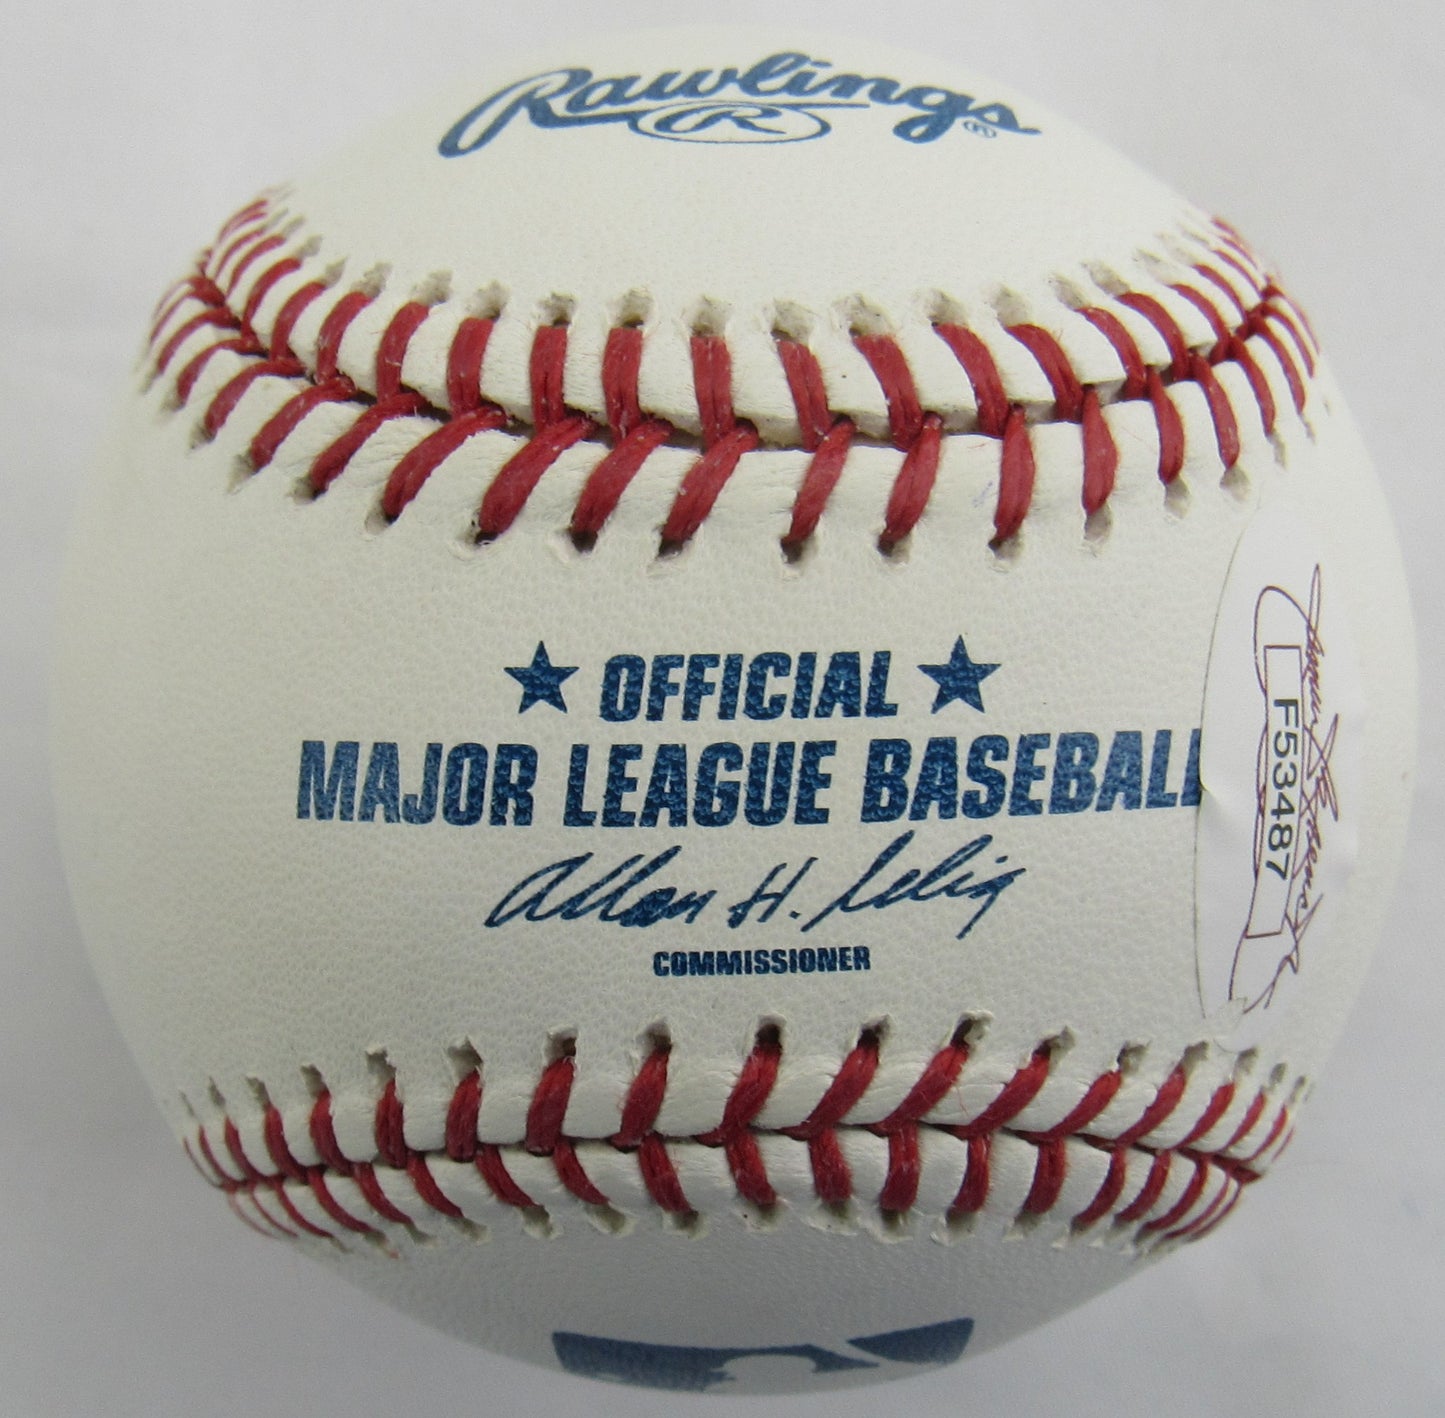 Rawlings
R
®
★ OFFICIAL ★
MAJOR LEAGUE BASEBALL
Allan H. Selig
COMMISSIONER
F53487